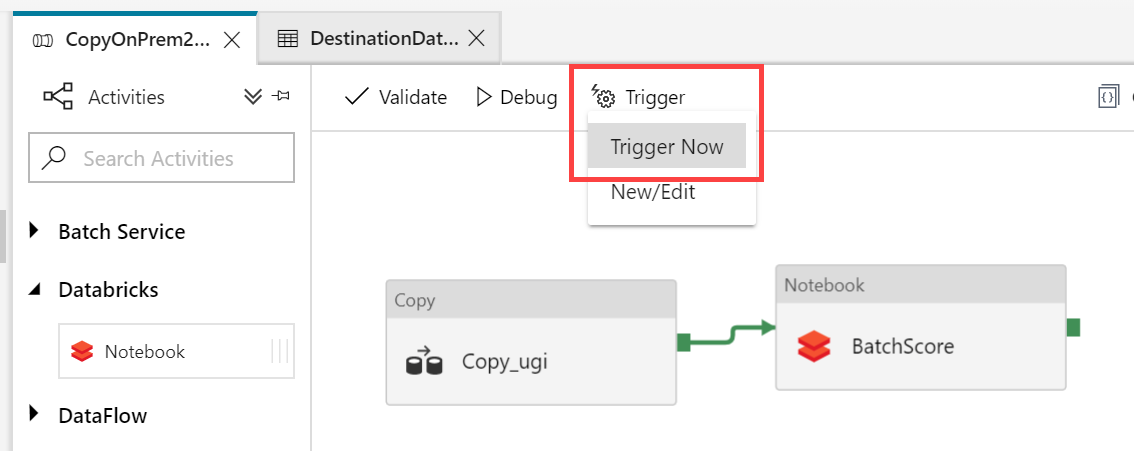 CopyOnPrem2...
DestinationDat...
Activities
Validate
Debug
Trigger
Search Activities
Trigger Now
New/Edit
Batch Service
Databricks
Notebook
DataFlow
Copy
Copy_ugi
Notebook
BatchScore